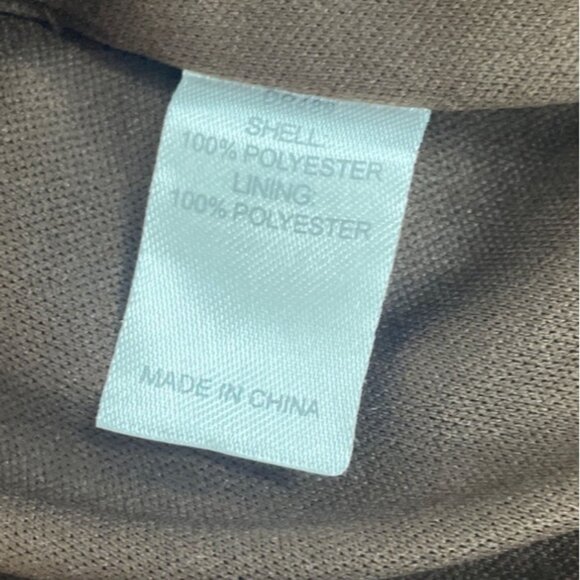 SHELL:
100% POLYESTER
LINING:
100% POLYESTER
MADE IN CHINA